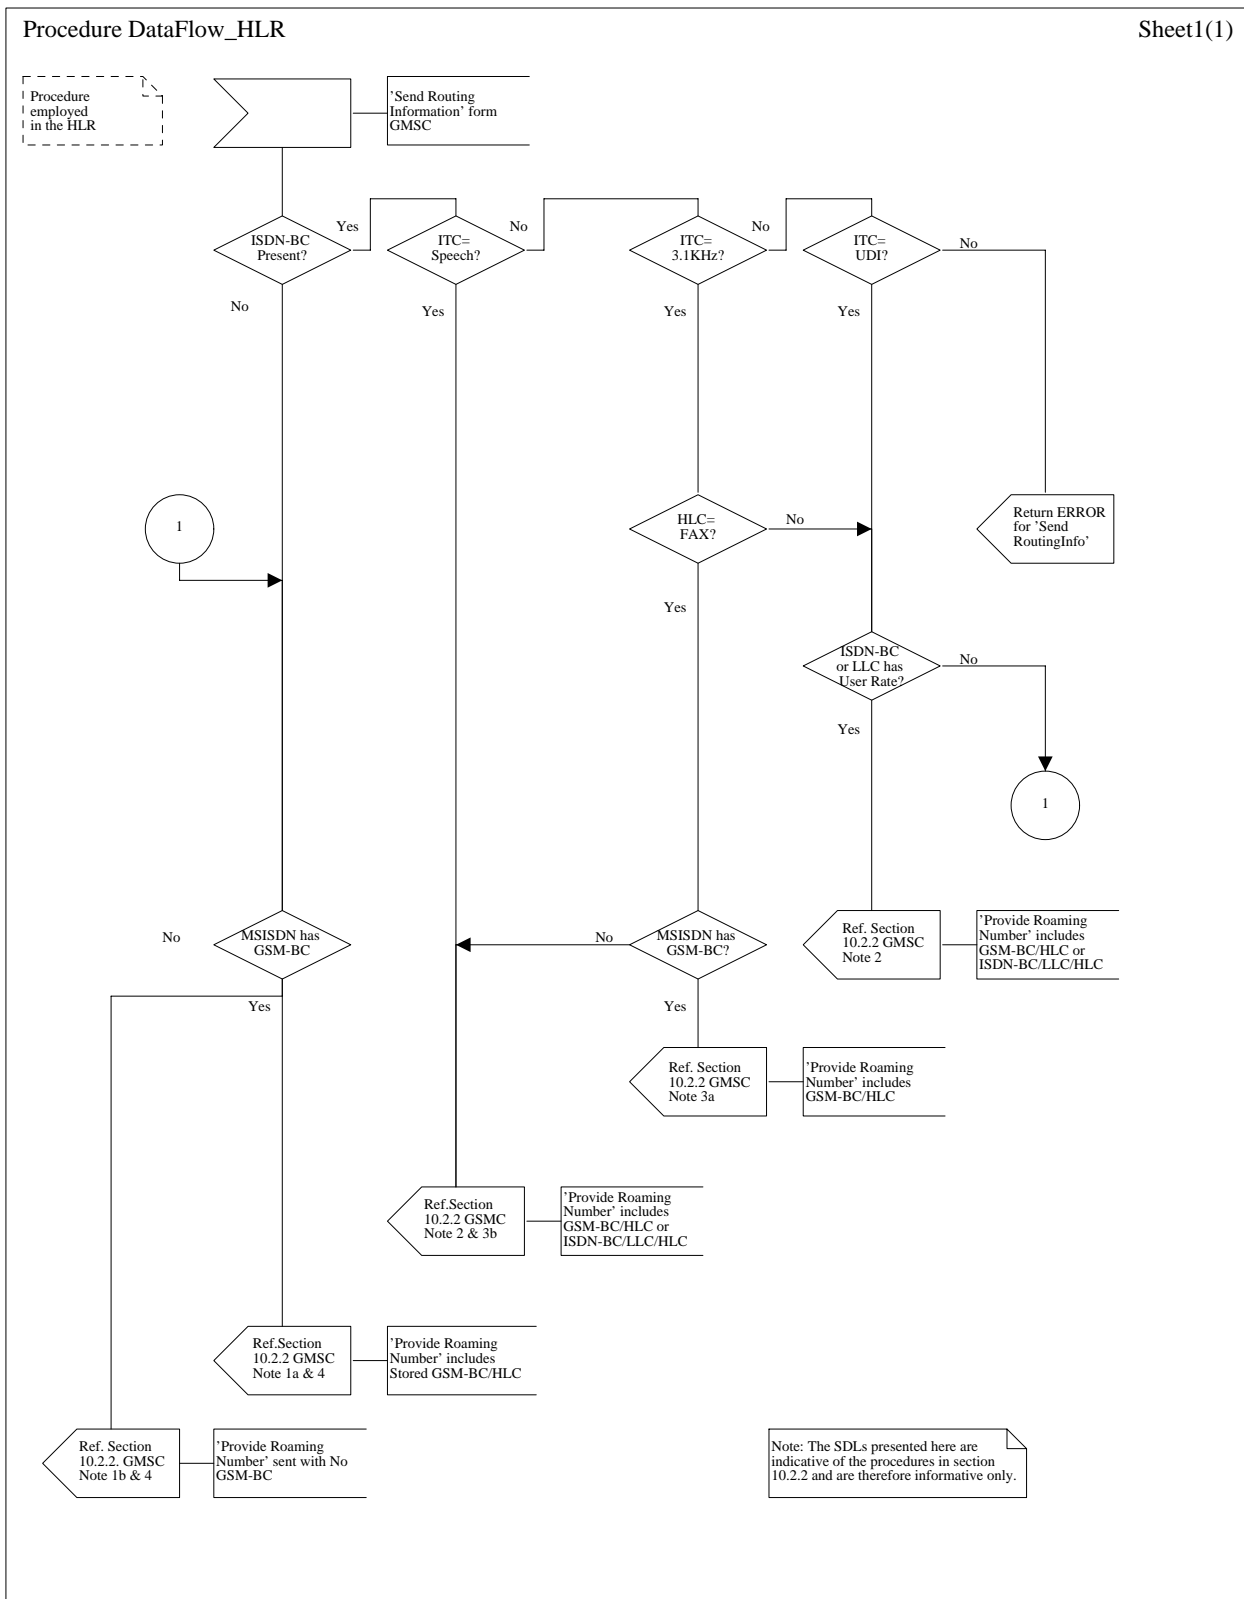 Procedure DataFlow_HLR
Sheet1(1)
Procedure
employed
in the HLR
'Send Routing
Information' form
GMSC
ISDN-BC
Present?
Yes
ITC=
Speech?
No
ITC=
3.1KHz?
No
ITC=
UDI?
No
No
Yes
Yes
Yes
1
HLC=
FAX?
No
Return ERROR
for 'Send
RoutingInfo'
Yes
ISDN-BC
or LLC has
User Rate?
No
Yes
1
No
MSISDN has
GSM-BC
Yes
No
MSISDN has
GSM-BC?
Yes
Ref. Section
10.2.2 GMSC
Note 2
'Provide Roaming
Number' includes
GSM-BC/HLC or
ISDN-BC/LLC/HLC
Ref. Section
10.2.2 GMSC
Note 3a
'Provide Roaming
Number' includes
GSM-BC/HLC
Ref.Section
10.2.2 GSMC
Note 2 & 3b
'Provide Roaming
Number' includes
GSM-BC/HLC or
ISDN-BC/LLC/HLC
Ref.Section
10.2.2 GMSC
Note 1a & 4
'Provide Roaming
Number' includes
Stored GSM-BC/HLC
Ref. Section
10.2.2. GMSC
Note 1b & 4
'Provide Roaming
Number' sent with No
GSM-BC
Note: The SDLs presented here are
indicative of the procedures in section
10.2.2 and are therefore informative only.